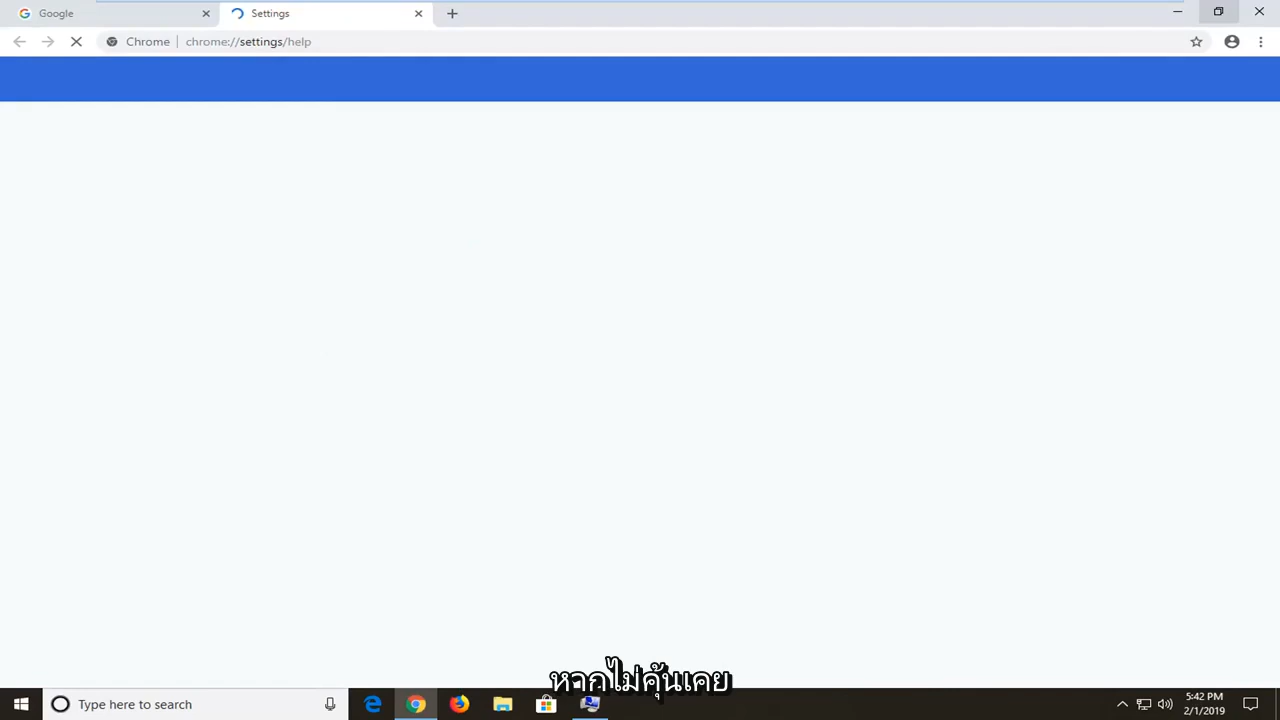 Google
Settings
Chrome
chrome://settings/help
หากไม่คุ้นเคย
Type here to search
5:42 PM
2/1/2019